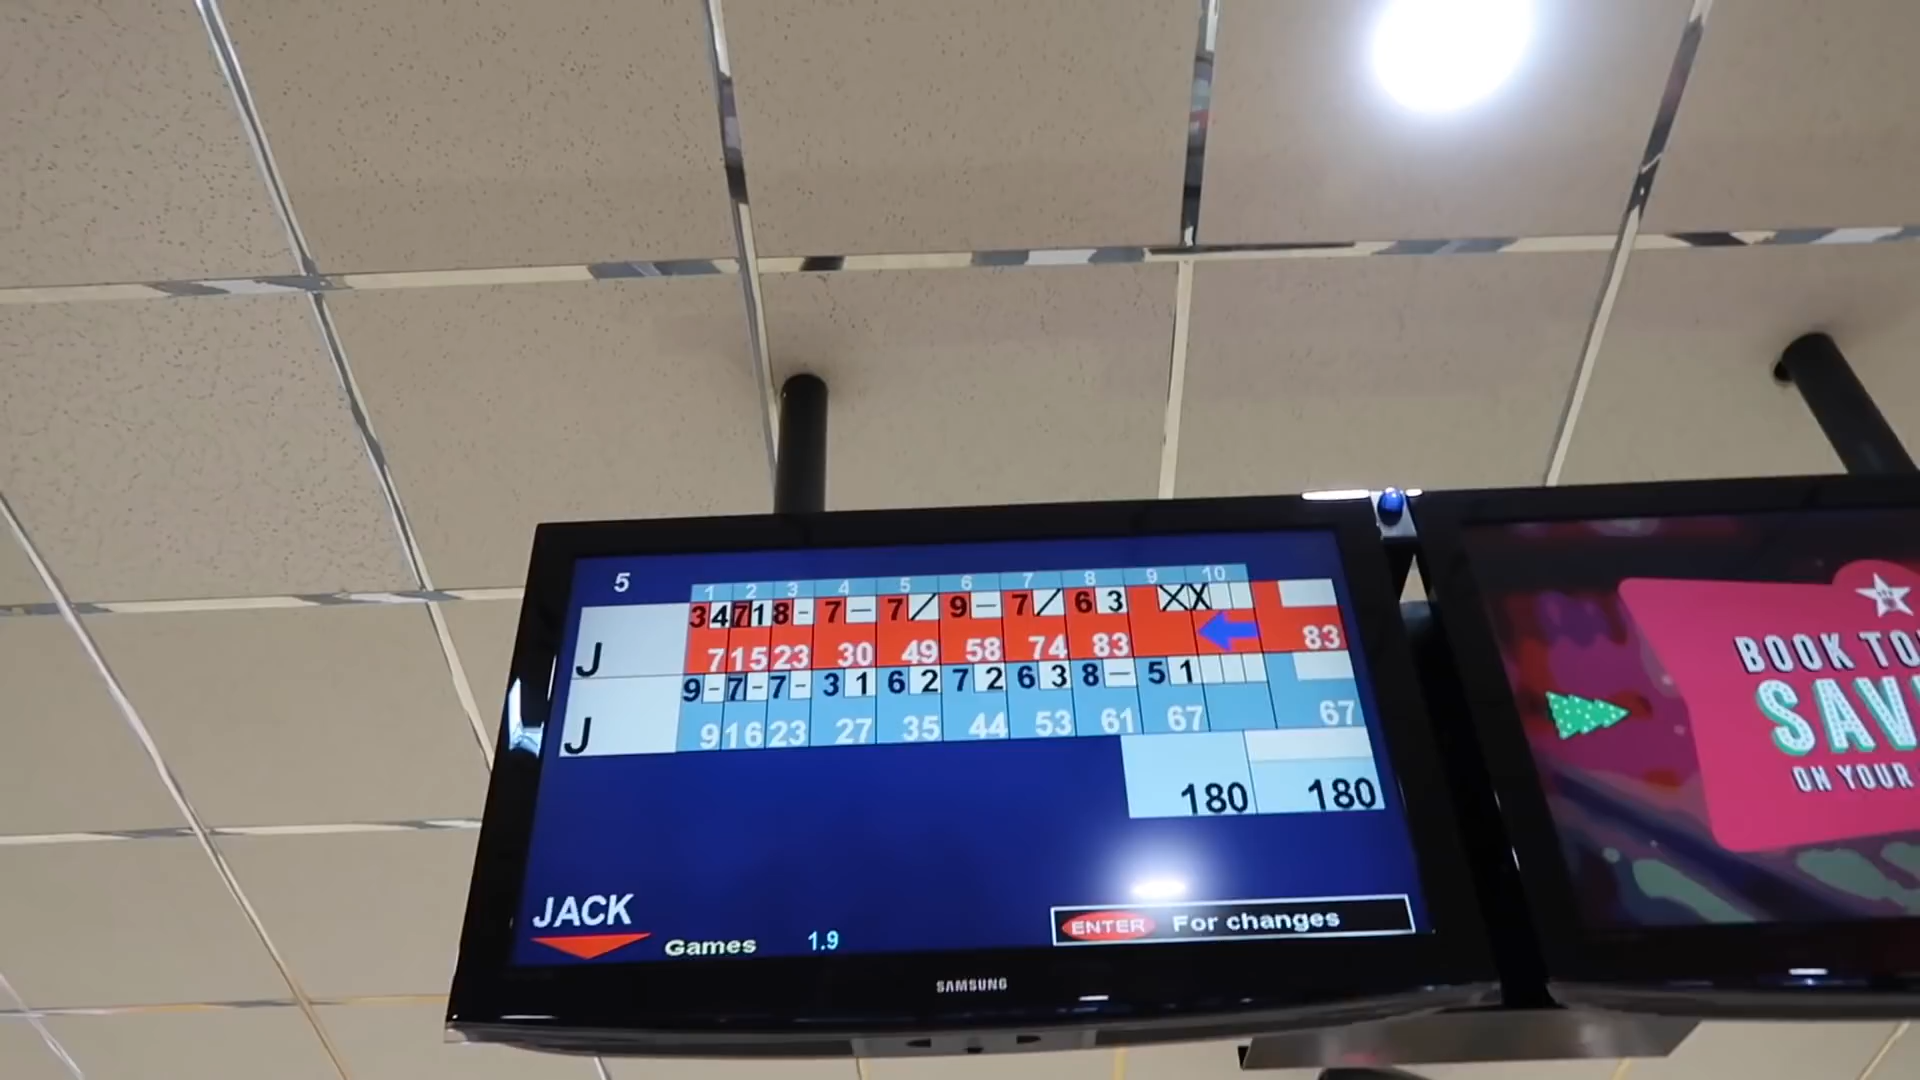 5
1 2 3 4 5 6 7 8 9 10
J 3 4 7 1 8 - 7 - 7 / 9 - 7 / 6 3 X X
7 15 23 30 49 58 74 83 83
J 9 - 7 - 7 - 3 1 6 2 7 2 6 3 8 - 5 1
9 16 23 27 35 44 53 61 67 67
180 180
JACK
Games 1.9
ENTER For changes
SAMSUNG
BOOK
ON YOUR